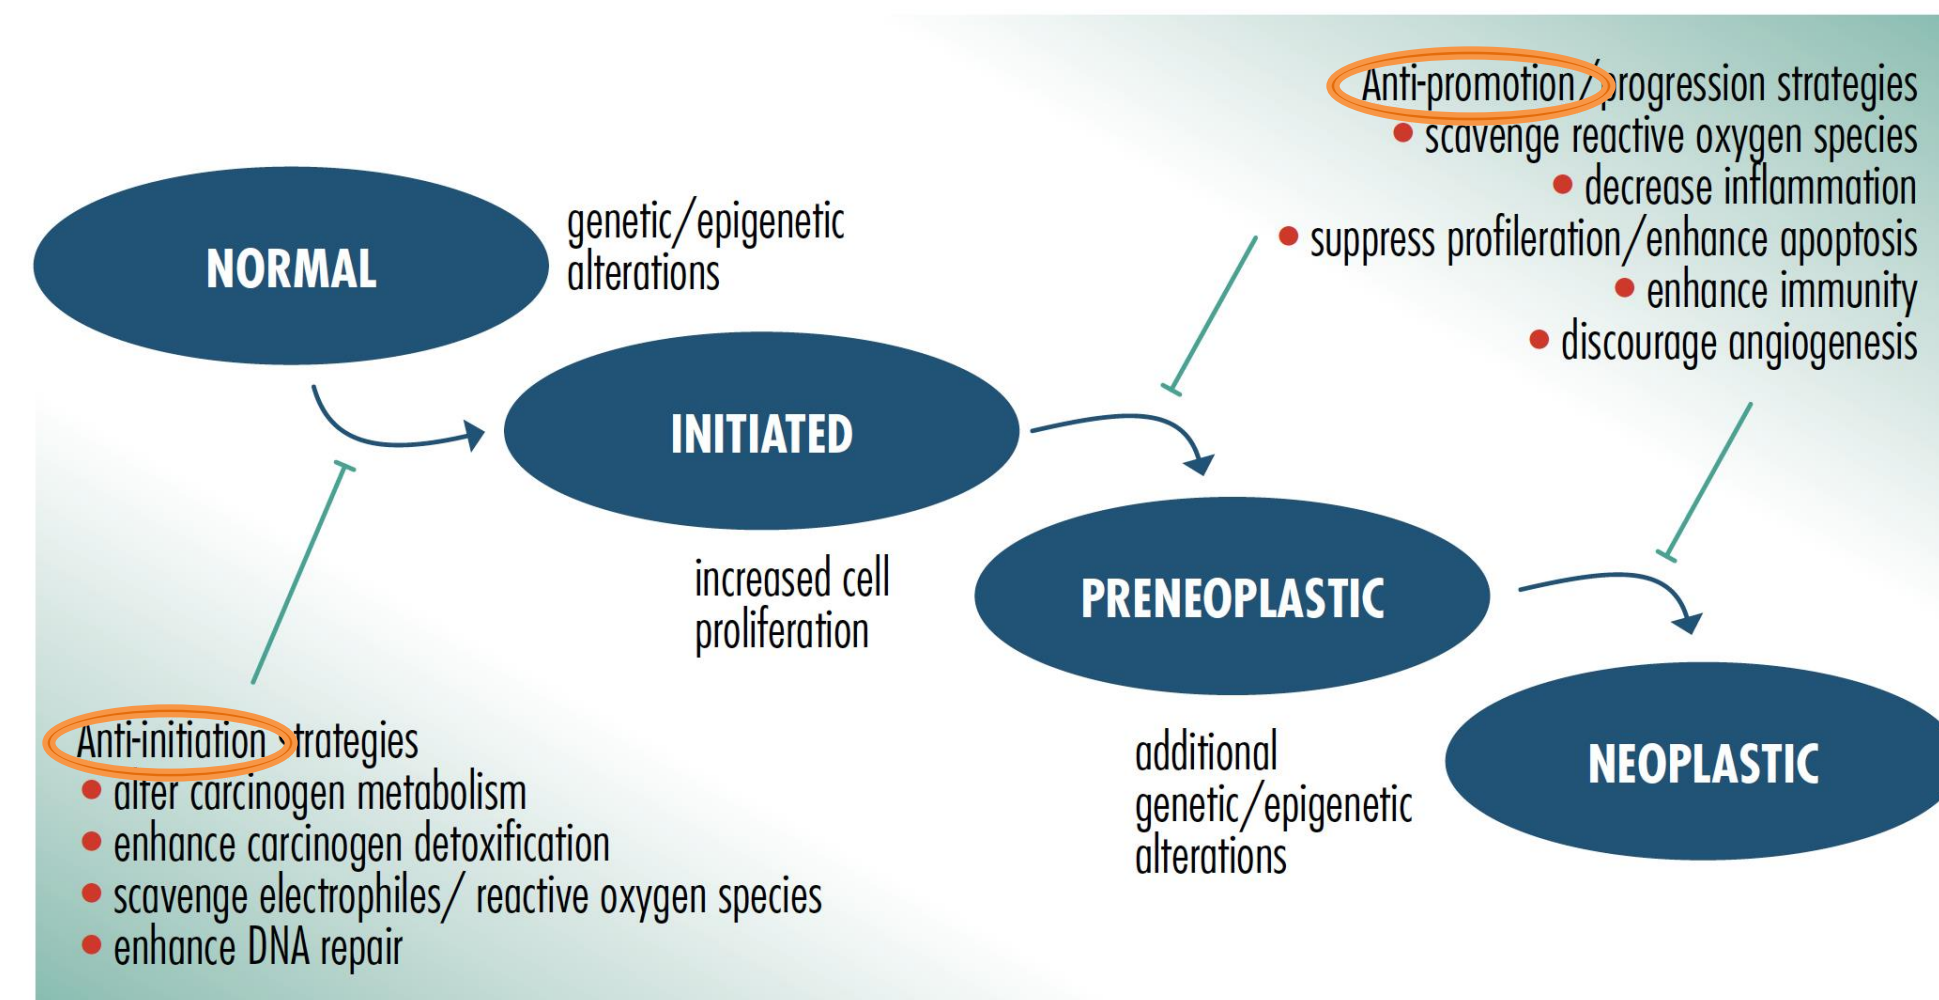 Anti-promotion/progression strategies
• scavenge reactive oxygen species
• decrease inflammation
• suppress profileration/enhance apoptosis
• enhance immunity
• discourage angiogenesis
NORMAL
genetic/epigenetic
alterations
INITIATED
increased cell
proliferation
PRENEOPLASTIC
additional
genetic/epigenetic
alterations
NEOPLASTIC
Anti-initiation strategies
• alter carcinogen metabolism
• enhance carcinogen detoxification
• scavenge electrophiles/ reactive oxygen species
• enhance DNA repair